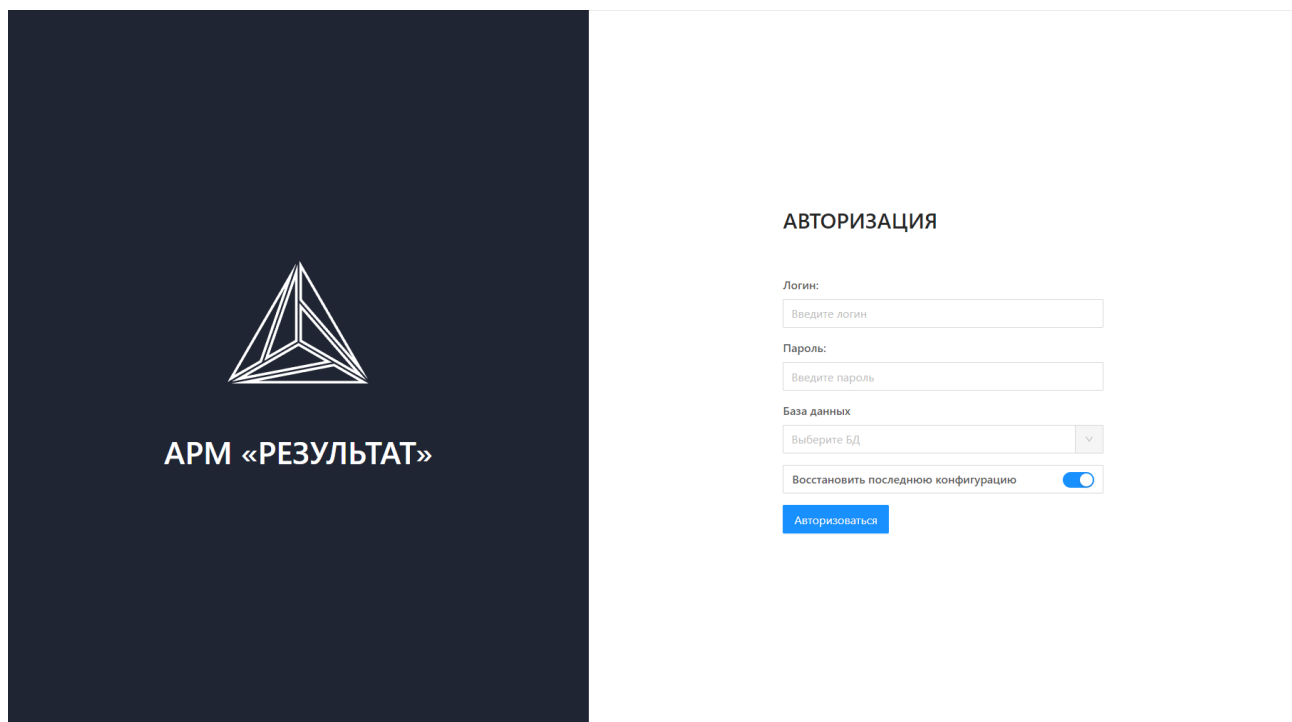 АРМ «РЕЗУЛЬТАТ»
АВТОРИЗАЦИЯ
Логин:
Введите логин
Пароль:
Введите пароль
База данных
Выберите БД
Восстановить последнюю конфигурацию
Авторизоваться